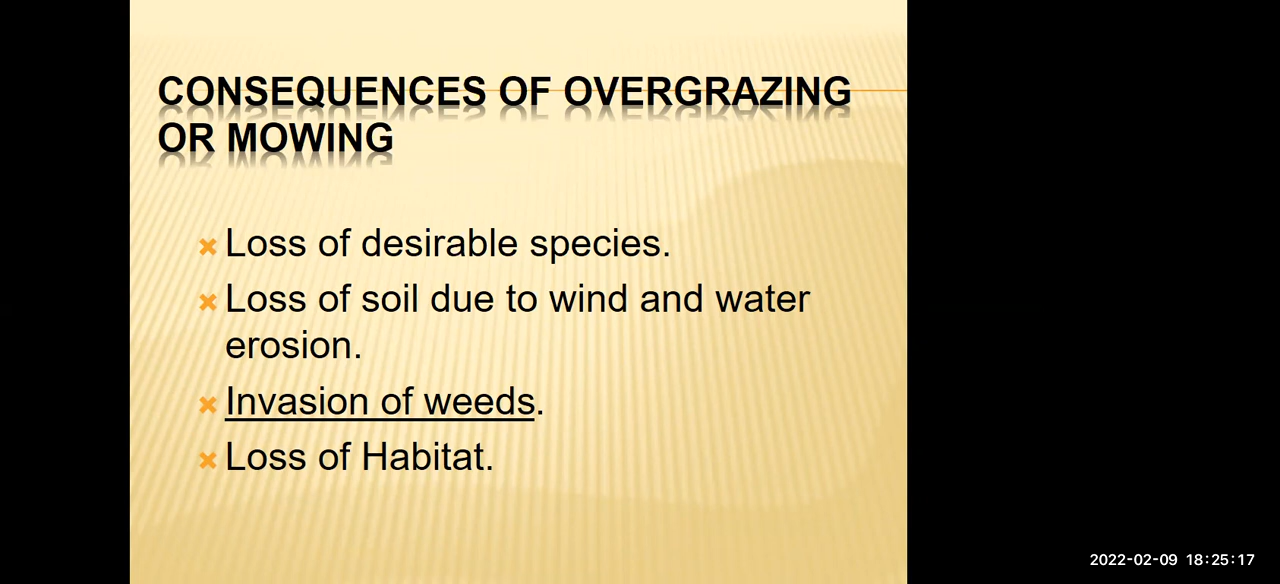 CONSEQUENCES OF OVERGRAZING
OR MOWING
Loss of desirable species.
Loss of soil due to wind and water
erosion.
Invasion of weeds.
Loss of Habitat.
2022-02-09 18:25:17